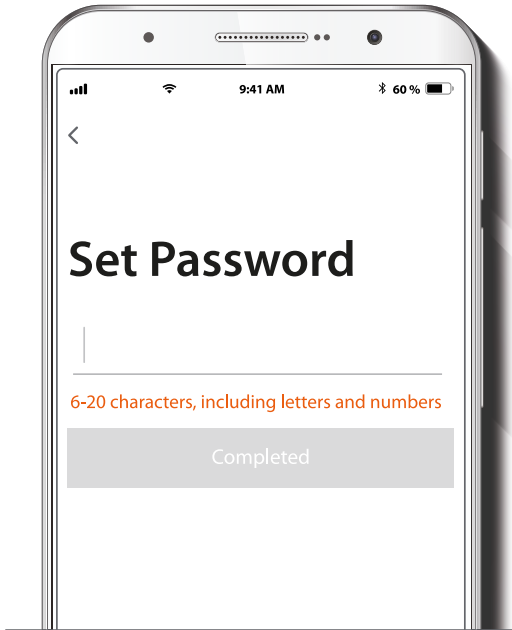 9:41 AM 60 %
Set Password
6-20 characters, including letters and numbers
Completed